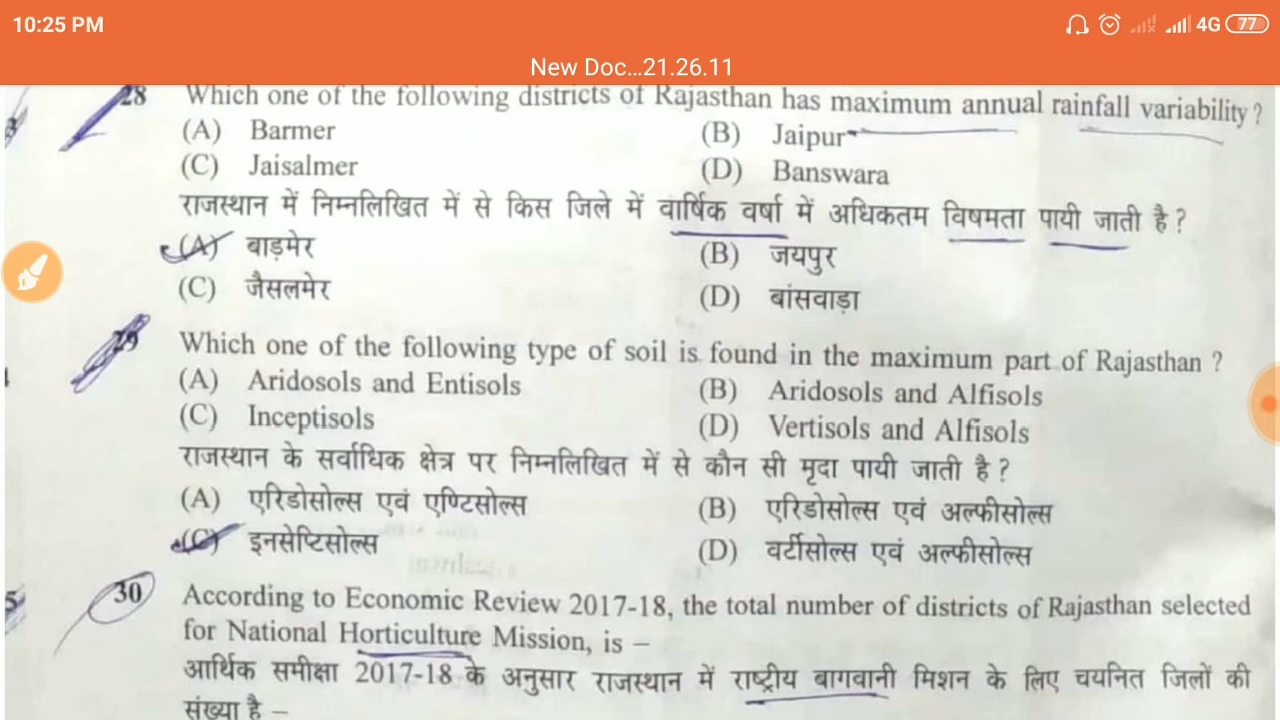 10:25 PM 4G 77
New Doc...21.26.11
28 Which one of the following districts of Rajasthan has maximum annual rainfall variability ?
(A) Barmer (B) Jaipur
(C) Jaisalmer (D) Banswara
राजस्थान में निम्नलिखित में से किस जिले में वार्षिक वर्षा में अधिकतम विषमता पायी जाती है ?
(A) बाड़मेर (B) जयपुर
(C) जैसलमेर (D) बांसवाड़ा
29 Which one of the following type of soil is found in the maximum part of Rajasthan ?
(A) Aridosols and Entisols (B) Aridosols and Alfisols
(C) Inceptisols (D) Vertisols and Alfisols
राजस्थान के सर्वाधिक क्षेत्र पर निम्नलिखित में से कौन सी मृदा पायी जाती है ?
(A) एरिडोसोल्स एवं एण्टिसोल्स (B) एरिडोसोल्स एवं अल्फीसोल्स
(C) इनसेप्टिसोल्स (D) वर्टीसोल्स एवं अल्फीसोल्स
30 According to Economic Review 2017-18, the total number of districts of Rajasthan selected
for National Horticulture Mission, is –
आर्थिक समीक्षा 2017-18 के अनुसार राजस्थान में राष्ट्रीय बागवानी मिशन के लिए चयनित जिलों की
संख्या है –